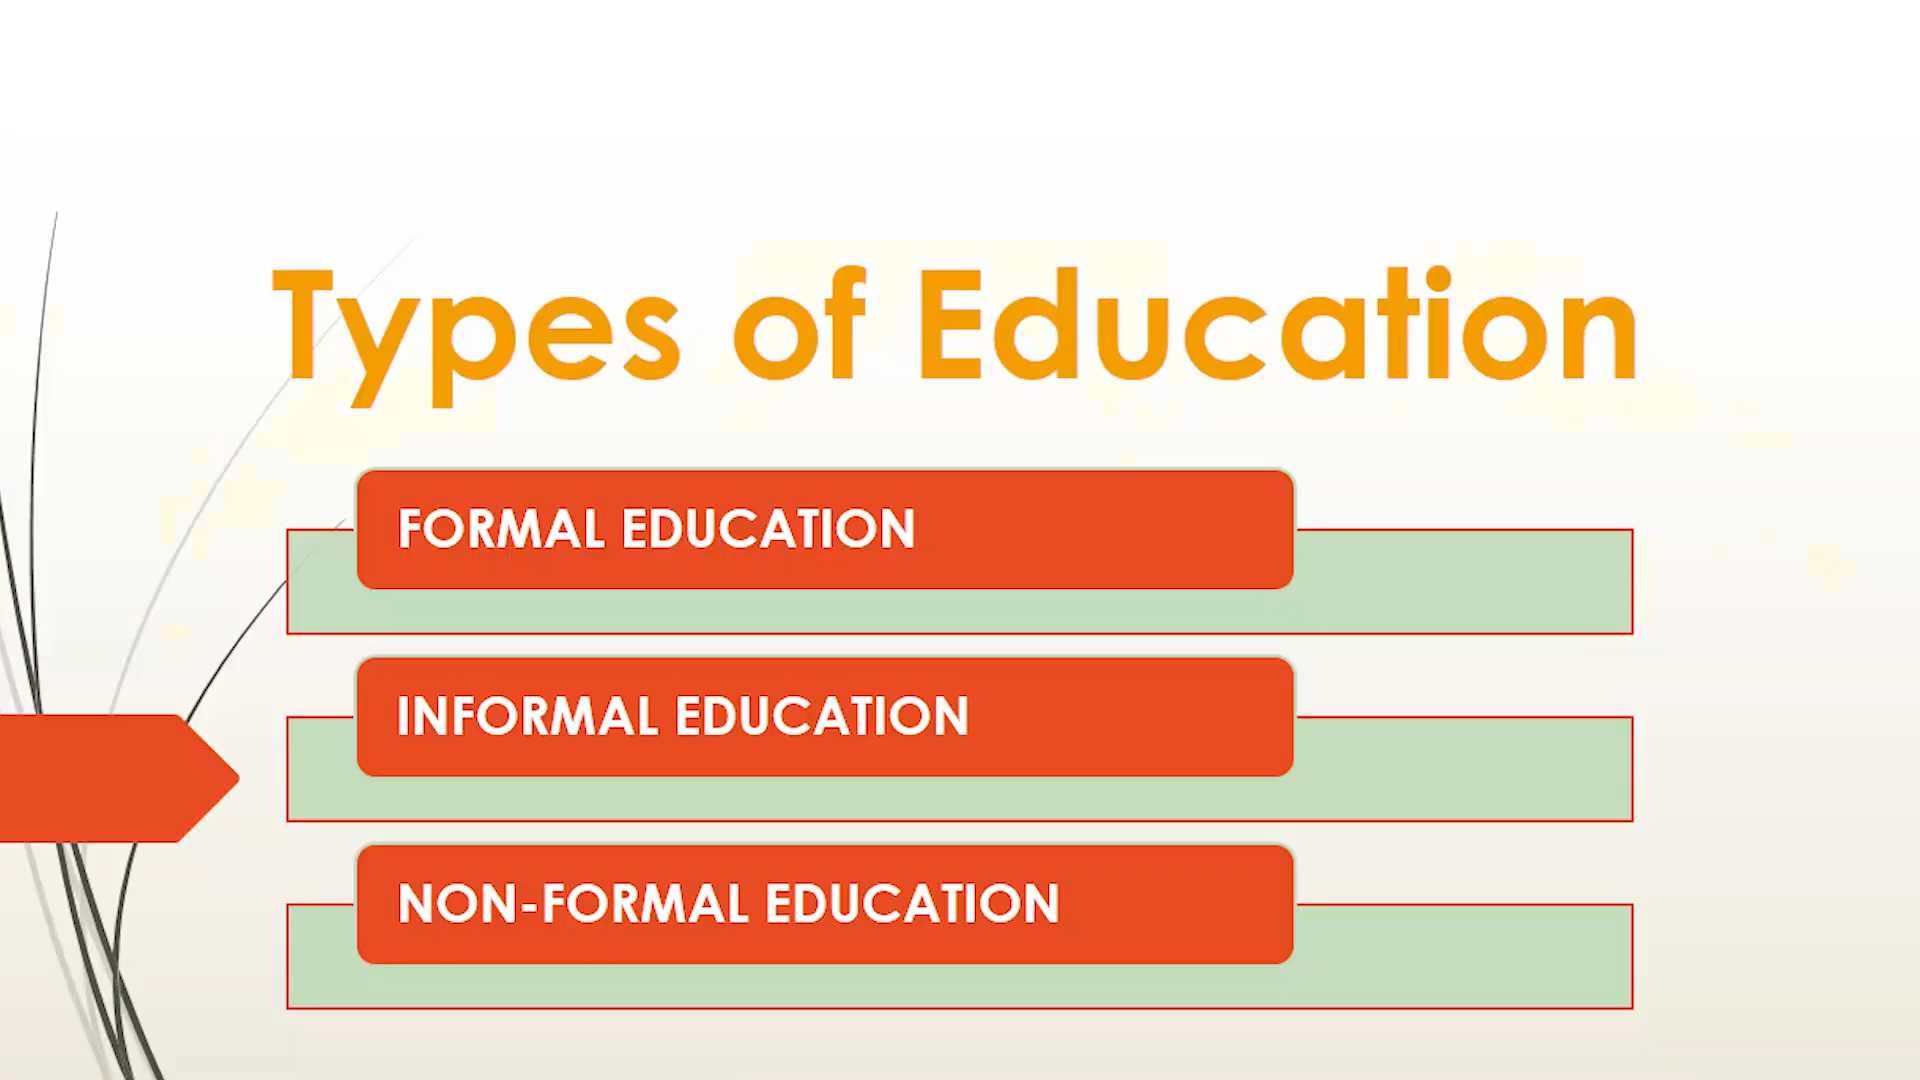 Types of Education
FORMAL EDUCATION
INFORMAL EDUCATION
NON-FORMAL EDUCATION